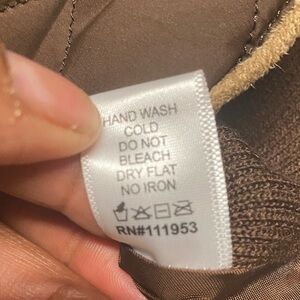 HAND WASH
COLD
DO NOT
BLEACH
DRY FLAT
NO IRON
RN#111953